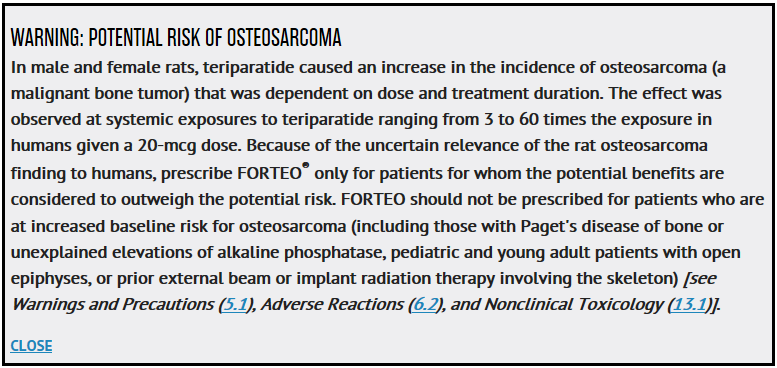 WARNING: POTENTIAL RISK OF OSTEOSARCOMA
In male and female rats, teriparatide caused an increase in the incidence of osteosarcoma (a
malignant bone tumor) that was dependent on dose and treatment duration. The effect was
observed at systemic exposures to teriparatide ranging from 3 to 60 times the exposure in
humans given a 20-mcg dose. Because of the uncertain relevance of the rat osteosarcoma
finding to humans, prescribe FORTEO® only for patients for whom the potential benefits are
considered to outweigh the potential risk. FORTEO should not be prescribed for patients who are
at increased baseline risk for osteosarcoma (including those with Paget's disease of bone or
unexplained elevations of alkaline phosphatase, pediatric and young adult patients with open
epiphyses, or prior external beam or implant radiation therapy involving the skeleton) [see
Warnings and Precautions (5.1), Adverse Reactions (6.2), and Nonclinical Toxicology (13.1)].
CLOSE